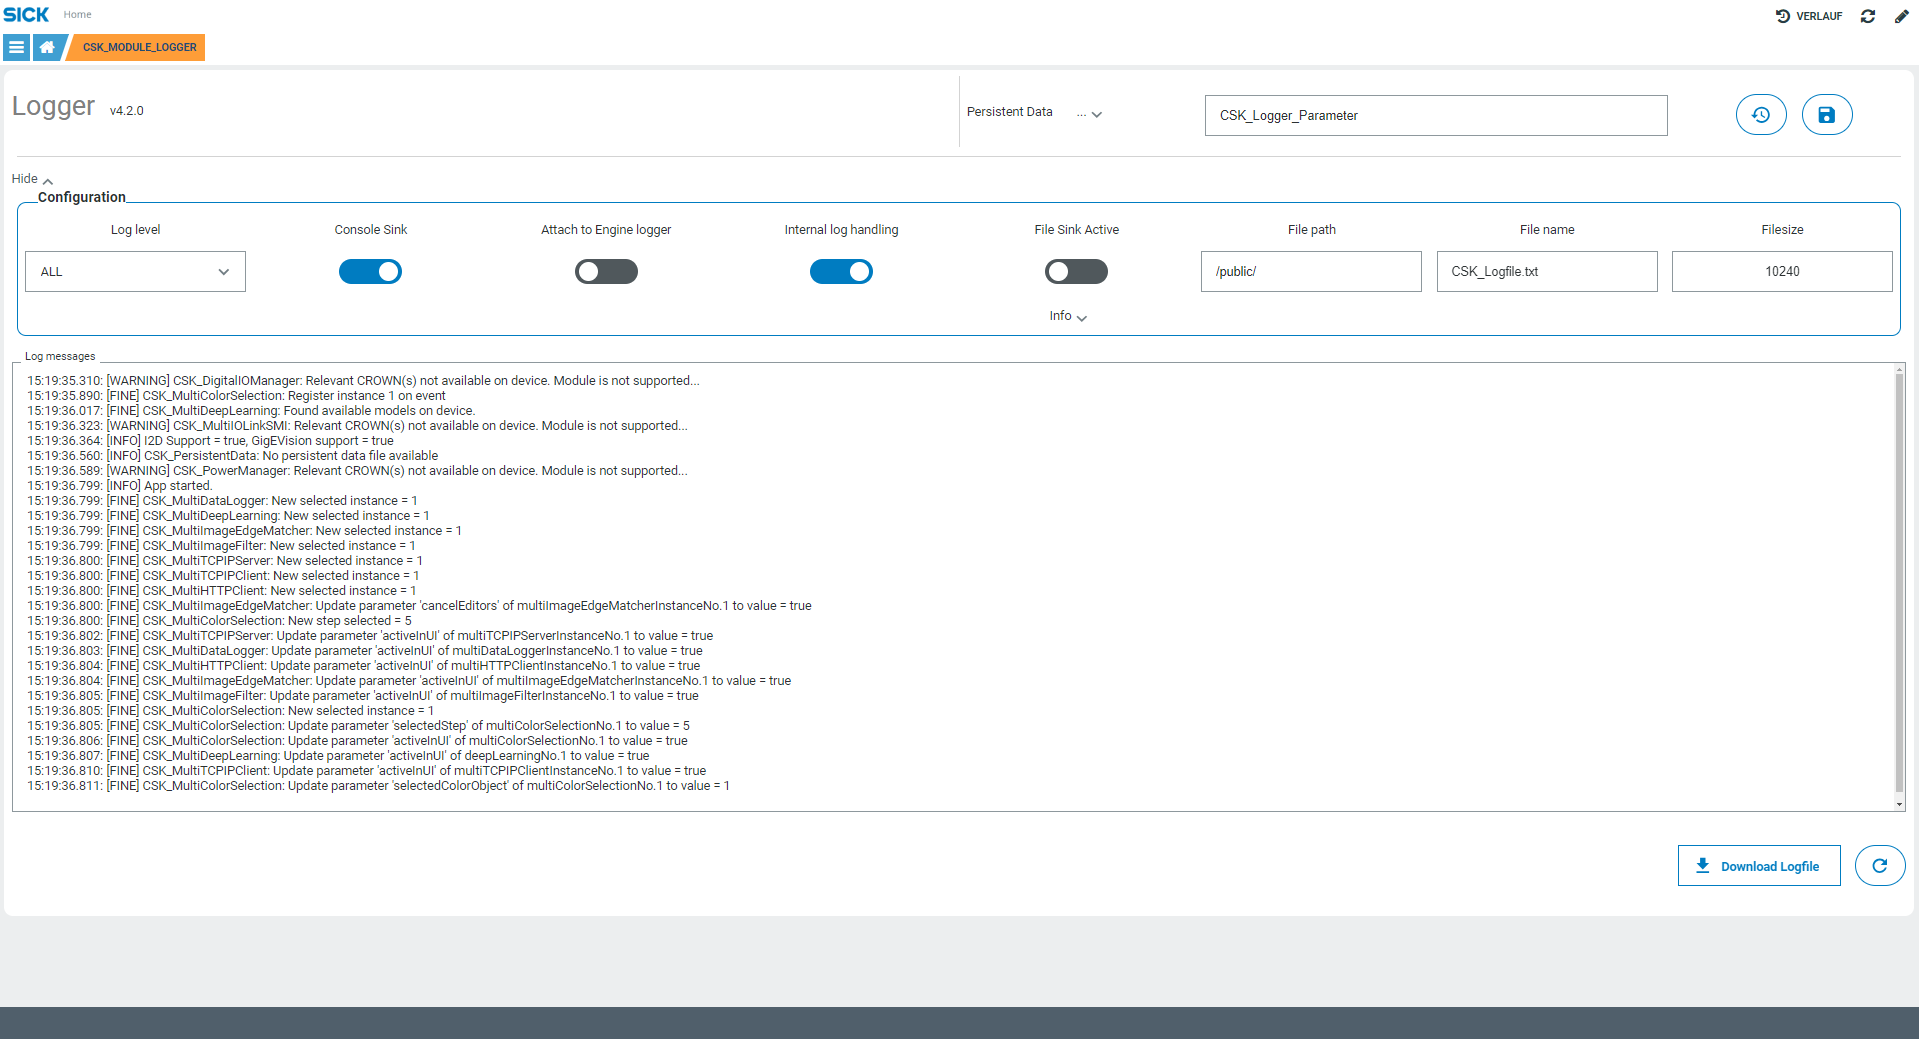 SICK Home
VERLAUF
CSK_MODULE_LOGGER
Logger v4.2.0
Persistent Data ...
CSK_Logger_Parameter
Hide
Configuration
Log level Console Sink Attach to Engine logger Internal log handling File Sink Active File path File name Filesize
ALL /public/ CSK_Logfile.txt 10240
Info
Log messages
15:19:35.310: [WARNING] CSK_DigitalIOManager: Relevant CROWN(s) not available on device. Module is not supported...
15:19:35.890: [FINE] CSK_MultiColorSelection: Register instance 1 on event
15:19:36.017: [FINE] CSK_MultiDeepLearning: Found available models on device.
15:19:36.323: [WARNING] CSK_MultiIOLinkSMI: Relevant CROWN(s) not available on device. Module is not supported...
15:19:36.364: [INFO] I2D Support = true, GigEVision support = true
15:19:36.560: [INFO] CSK_PersistentData: No persistent data file available
15:19:36.589: [WARNING] CSK_PowerManager: Relevant CROWN(s) not available on device. Module is not supported...
15:19:36.799: [INFO] App started.
15:19:36.799: [FINE] CSK_MultiDataLogger: New selected instance = 1
15:19:36.799: [FINE] CSK_MultiDeepLearning: New selected instance = 1
15:19:36.799: [FINE] CSK_MultiImageEdgeMatcher: New selected instance = 1
15:19:36.799: [FINE] CSK_MultiImageFilter: New selected instance = 1
15:19:36.800: [FINE] CSK_MultiTCPIPServer: New selected instance = 1
15:19:36.800: [FINE] CSK_MultiTCPIPClient: New selected instance = 1
15:19:36.800: [FINE] CSK_MultiHTTPClient: New selected instance = 1
15:19:36.800: [FINE] CSK_MultiImageEdgeMatcher: Update parameter 'cancelEditors' of multiImageEdgeMatcherInstanceNo.1 to value = true
15:19:36.800: [FINE] CSK_MultiColorSelection: New step selected = 5
15:19:36.802: [FINE] CSK_MultiTCPIPServer: Update parameter 'activeInUI' of multiTCPIPServerInstanceNo.1 to value = true
15:19:36.803: [FINE] CSK_MultiDataLogger: Update parameter 'activeInUI' of multiDataLoggerInstanceNo.1 to value = true
15:19:36.804: [FINE] CSK_MultiHTTPClient: Update parameter 'activeInUI' of multiHTTPClientInstanceNo.1 to value = true
15:19:36.804: [FINE] CSK_MultiImageEdgeMatcher: Update parameter 'activeInUI' of multiImageEdgeMatcherInstanceNo.1 to value = true
15:19:36.805: [FINE] CSK_MultiImageFilter: Update parameter 'activeInUI' of multiImageFilterInstanceNo.1 to value = true
15:19:36.805: [FINE] CSK_MultiColorSelection: New selected instance = 1
15:19:36.805: [FINE] CSK_MultiColorSelection: Update parameter 'selectedStep' of multiColorSelectionNo.1 to value = 5
15:19:36.806: [FINE] CSK_MultiColorSelection: Update parameter 'activeInUI' of multiColorSelectionNo.1 to value = true
15:19:36.807: [FINE] CSK_MultiDeepLearning: Update parameter 'activeInUI' of deepLearningNo.1 to value = true
15:19:36.810: [FINE] CSK_MultiTCPIPClient: Update parameter 'activeInUI' of multiTCPIPClientInstanceNo.1 to value = true
15:19:36.811: [FINE] CSK_MultiColorSelection: Update parameter 'selectedColorObject' of multiColorSelectionNo.1 to value = 1
Download Logfile